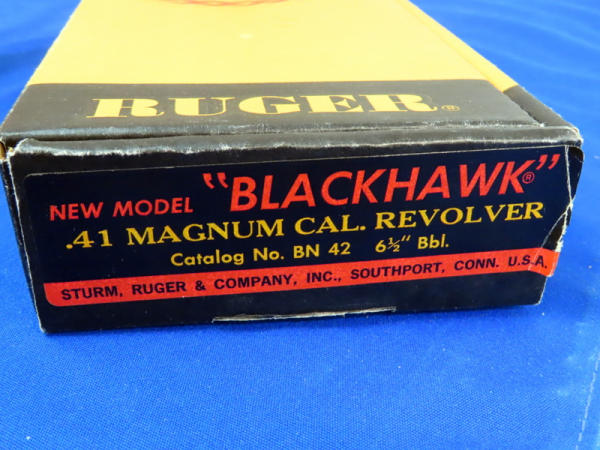 RUGER®
NEW MODEL "BLACKHAWK"®
.41 MAGNUM CAL. REVOLVER
Catalog No. BN 42 6½" Bbl.
STURM, RUGER & COMPANY, INC., SOUTHPORT, CONN. U.S.A.